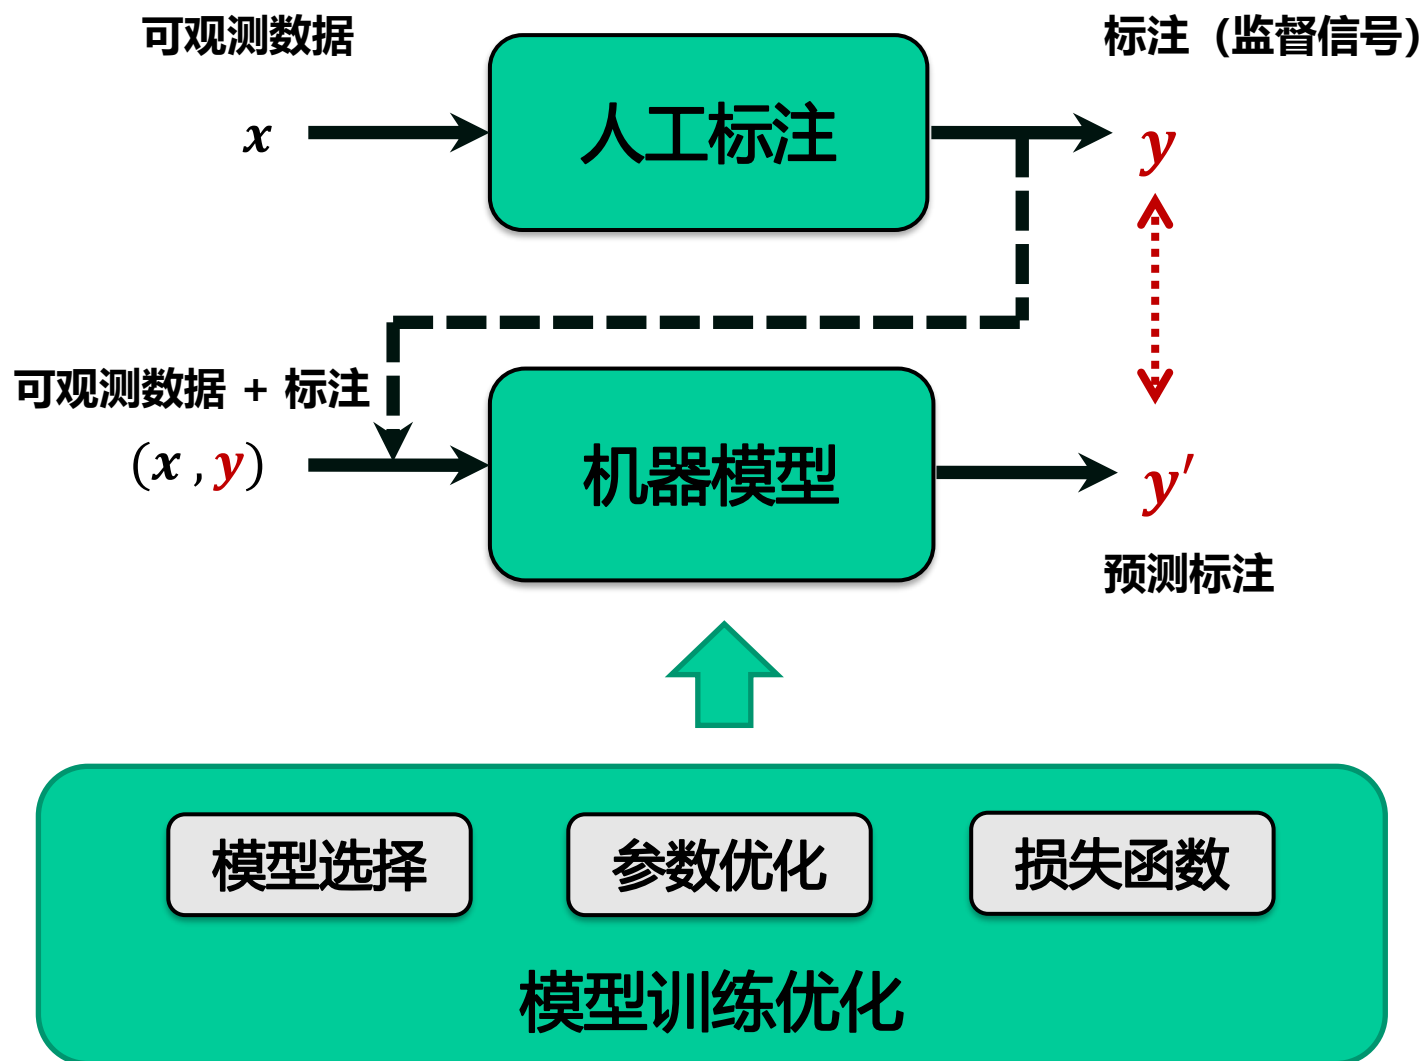 可观测数据
标注（监督信号）
x
人工标注
y
可观测数据 + 标注
(x , y)
机器模型
y′
预测标注
模型选择
参数优化
损失函数
模型训练优化